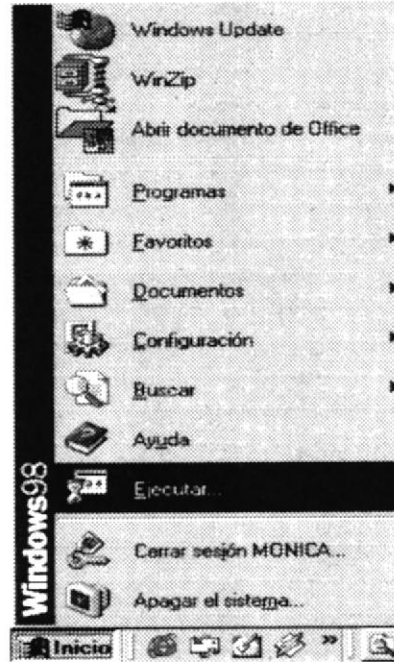 Windows Update
WinZip
Abrir documento de Office
Programas
Favoritos
Documentos
Configuración
Buscar
Ayuda
Ejecutar...
Cerrar sesión MONICA...
Apagar el sistema...
Windows98
Inicio
»